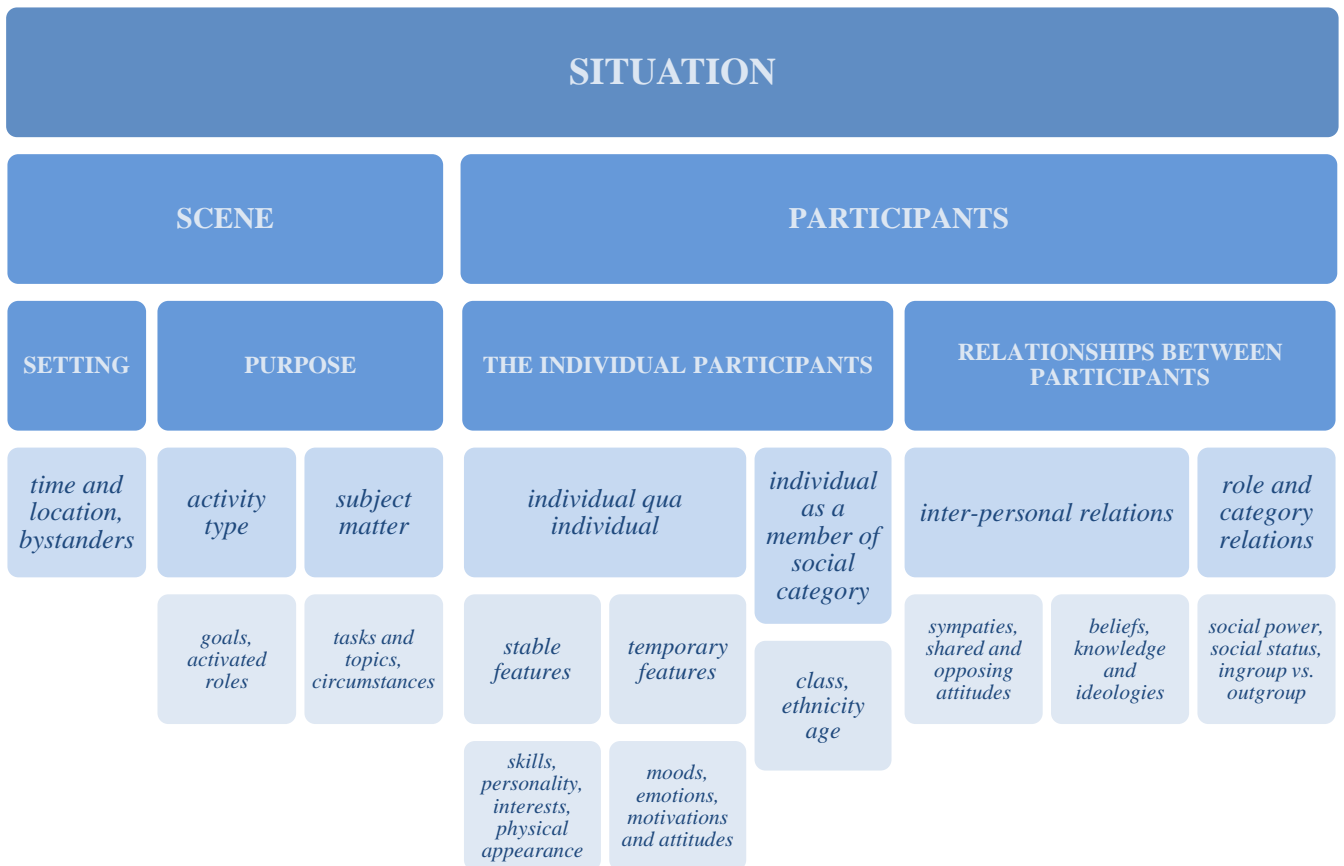 SITUATION
SCENE
PARTICIPANTS
SETTING
PURPOSE
THE INDIVIDUAL PARTICIPANTS
RELATIONSHIPS BETWEEN
PARTICIPANTS
time and
location,
bystanders
activity
type
subject
matter
individual qua
individual
individual
as a
member of
social
category
inter-personal relations
role and
category
relations
goals,
activated
roles
tasks and
topics,
circumstances
stable
features
temporary
features
class,
ethnicity
age
sympaties,
shared and
opposing
attitudes
beliefs,
knowledge
and
ideologies
social power,
social status,
ingroup vs.
outgroup
skills,
personality,
interests,
physical
appearance
moods,
emotions,
motivations
and attitudes